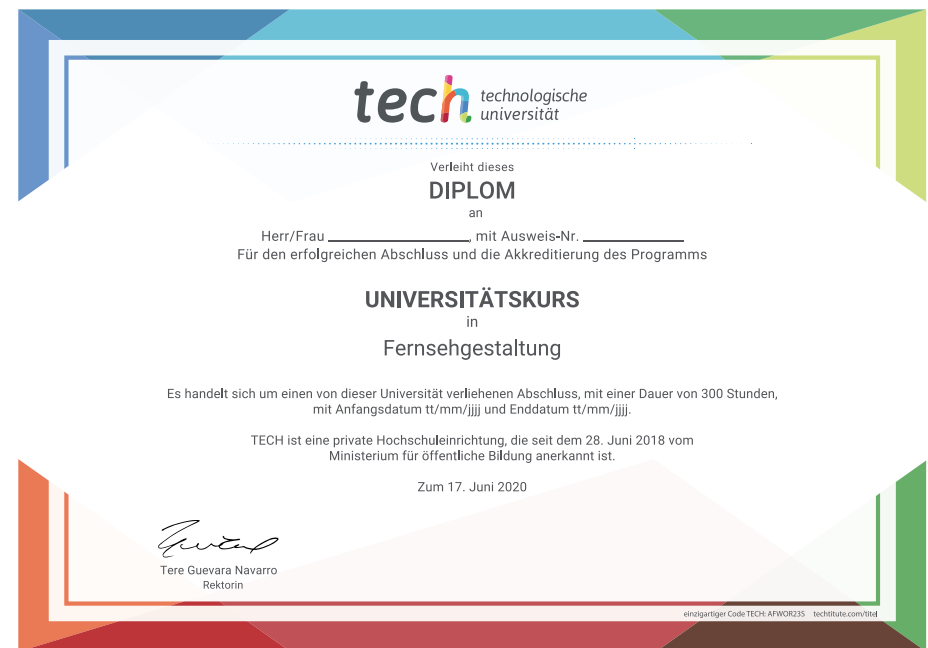 tech technologische
universität
Verleiht dieses
DIPLOM
an
Herr/Frau ____________, mit Ausweis-Nr. ____________
Für den erfolgreichen Abschluss und die Akkreditierung des Programms
UNIVERSITÄTSKURS
in
Fernsehgestaltung
Es handelt sich um einen von dieser Universität verliehenen Abschluss, mit einer Dauer von 300 Stunden,
mit Anfangsdatum tt/mm/jjjj und Enddatum tt/mm/jjjj.
TECH ist eine private Hochschuleinrichtung, die seit dem 28. Juni 2018 vom
Ministerium für öffentliche Bildung anerkannt ist.
Zum 17. Juni 2020
Tere Guevara Navarro
Rektorin
einzigartiger Code TECH: AFWOR23S techtitute.com/titel